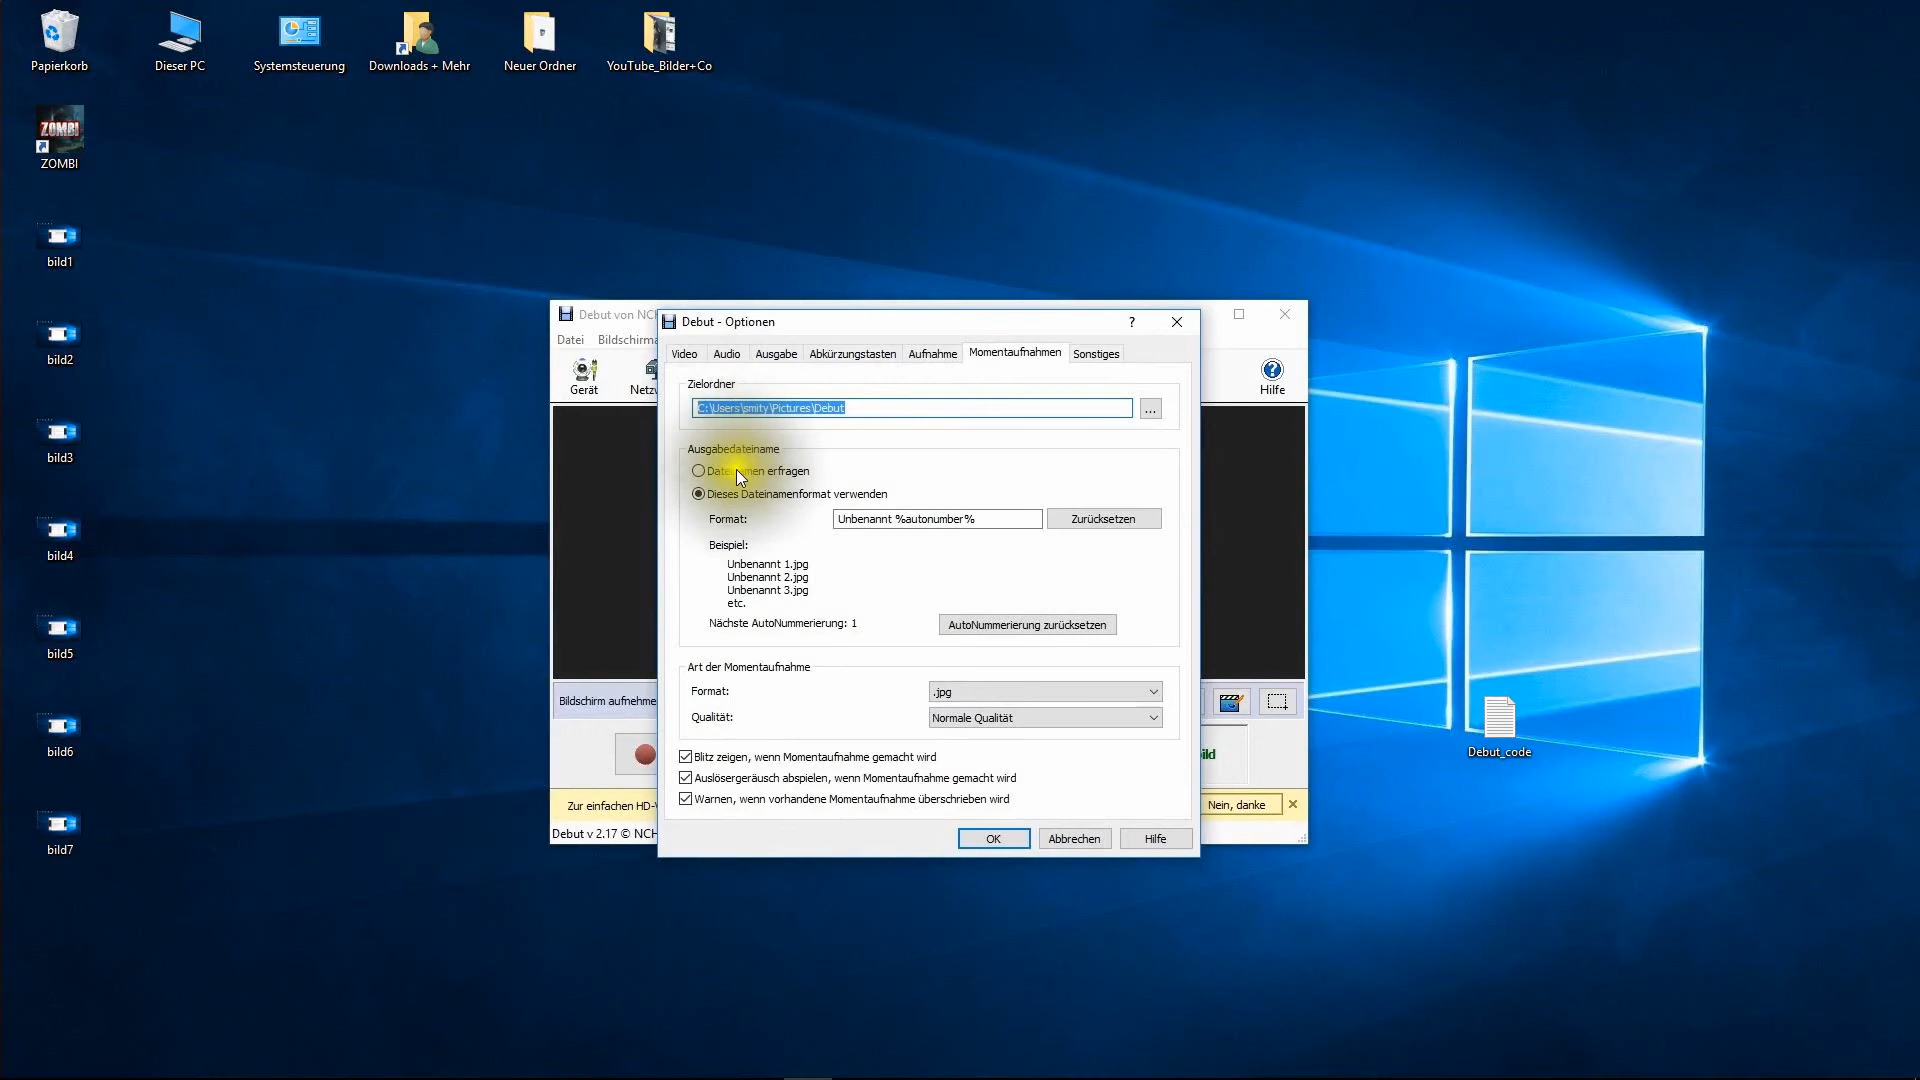 Papierkorb
Dieser PC
Systemsteuerung
Downloads + Mehr
Neuer Ordner
YouTube_Bilder+Co
ZOMBI
ZOMBI
bild1
bild2
bild3
bild4
bild5
bild6
bild7
Debut_code
Debut von NCH
Datei Bildschirma
Gerät
Netzw
Hilfe
Debut - Optionen
Video Audio Ausgabe Abkürzungstasten Aufnahme Momentaufnahmen Sonstiges
Zielordner
C:\Users\smity\Pictures\Debut
...
Ausgabedateiname
Dateinamen erfragen
Dieses Dateinamenformat verwenden
Format: Unbenannt %autonumber% Zurücksetzen
Beispiel:
Unbenannt 1.jpg
Unbenannt 2.jpg
Unbenannt 3.jpg
etc.
Nächste AutoNummerierung: 1 AutoNummerierung zurücksetzen
Art der Momentaufnahme
Format: .jpg
Qualität: Normale Qualität
Blitz zeigen, wenn Momentaufnahme gemacht wird
Auslösergeräusch abspielen, wenn Momentaufnahme gemacht wird
Warnen, wenn vorhandene Momentaufnahme überschrieben wird
OK Abbrechen Hilfe
Bildschirm aufnehme
ild
Zur einfachen HD-V
Nein, danke
Debut v 2.17 © NCH